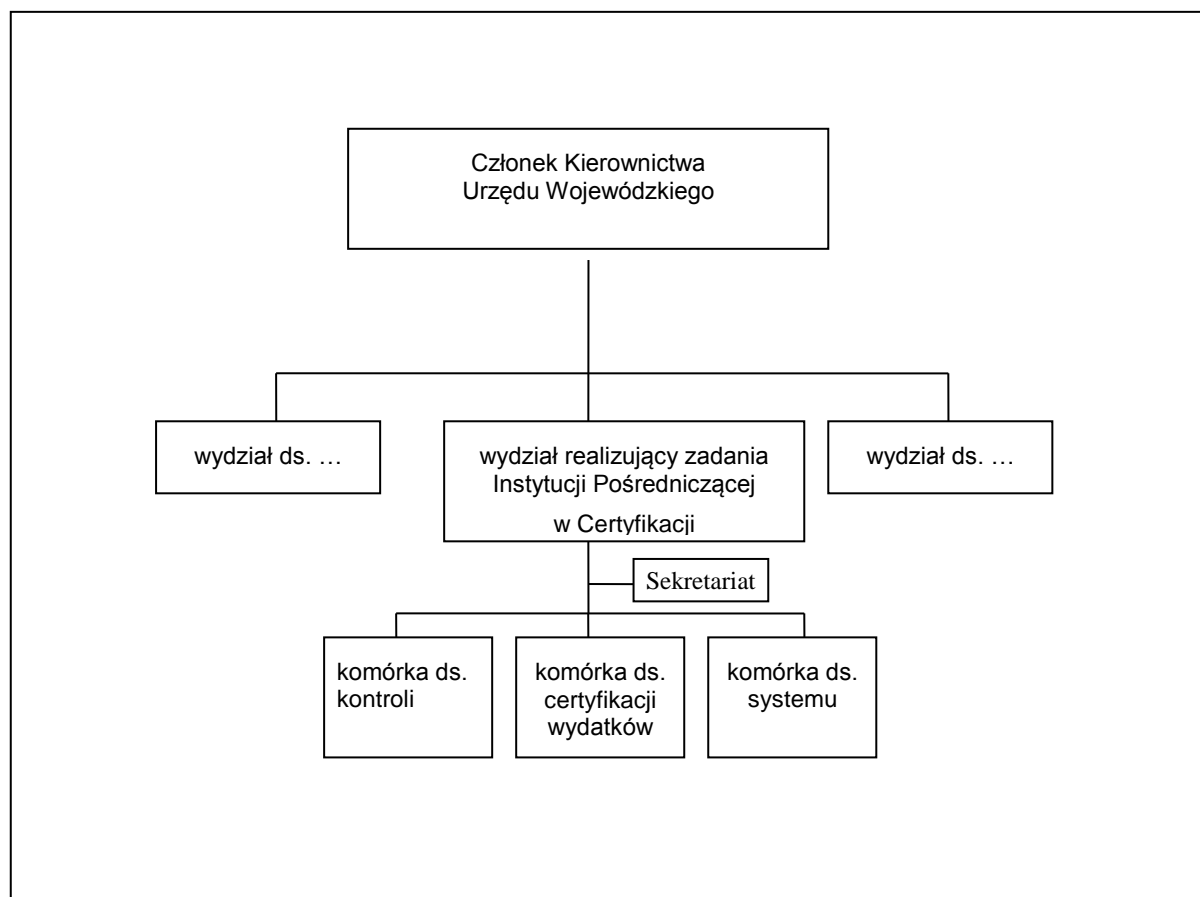 Członek Kierownictwa
Urzędu Wojewódzkiego
wydział ds. …
wydział realizujący zadania
Instytucji Pośredniczącej
w Certyfikacji
wydział ds. …
Sekretariat
komórka ds.
kontroli
komórka ds.
certyfikacji
wydatków
komórka ds.
systemu